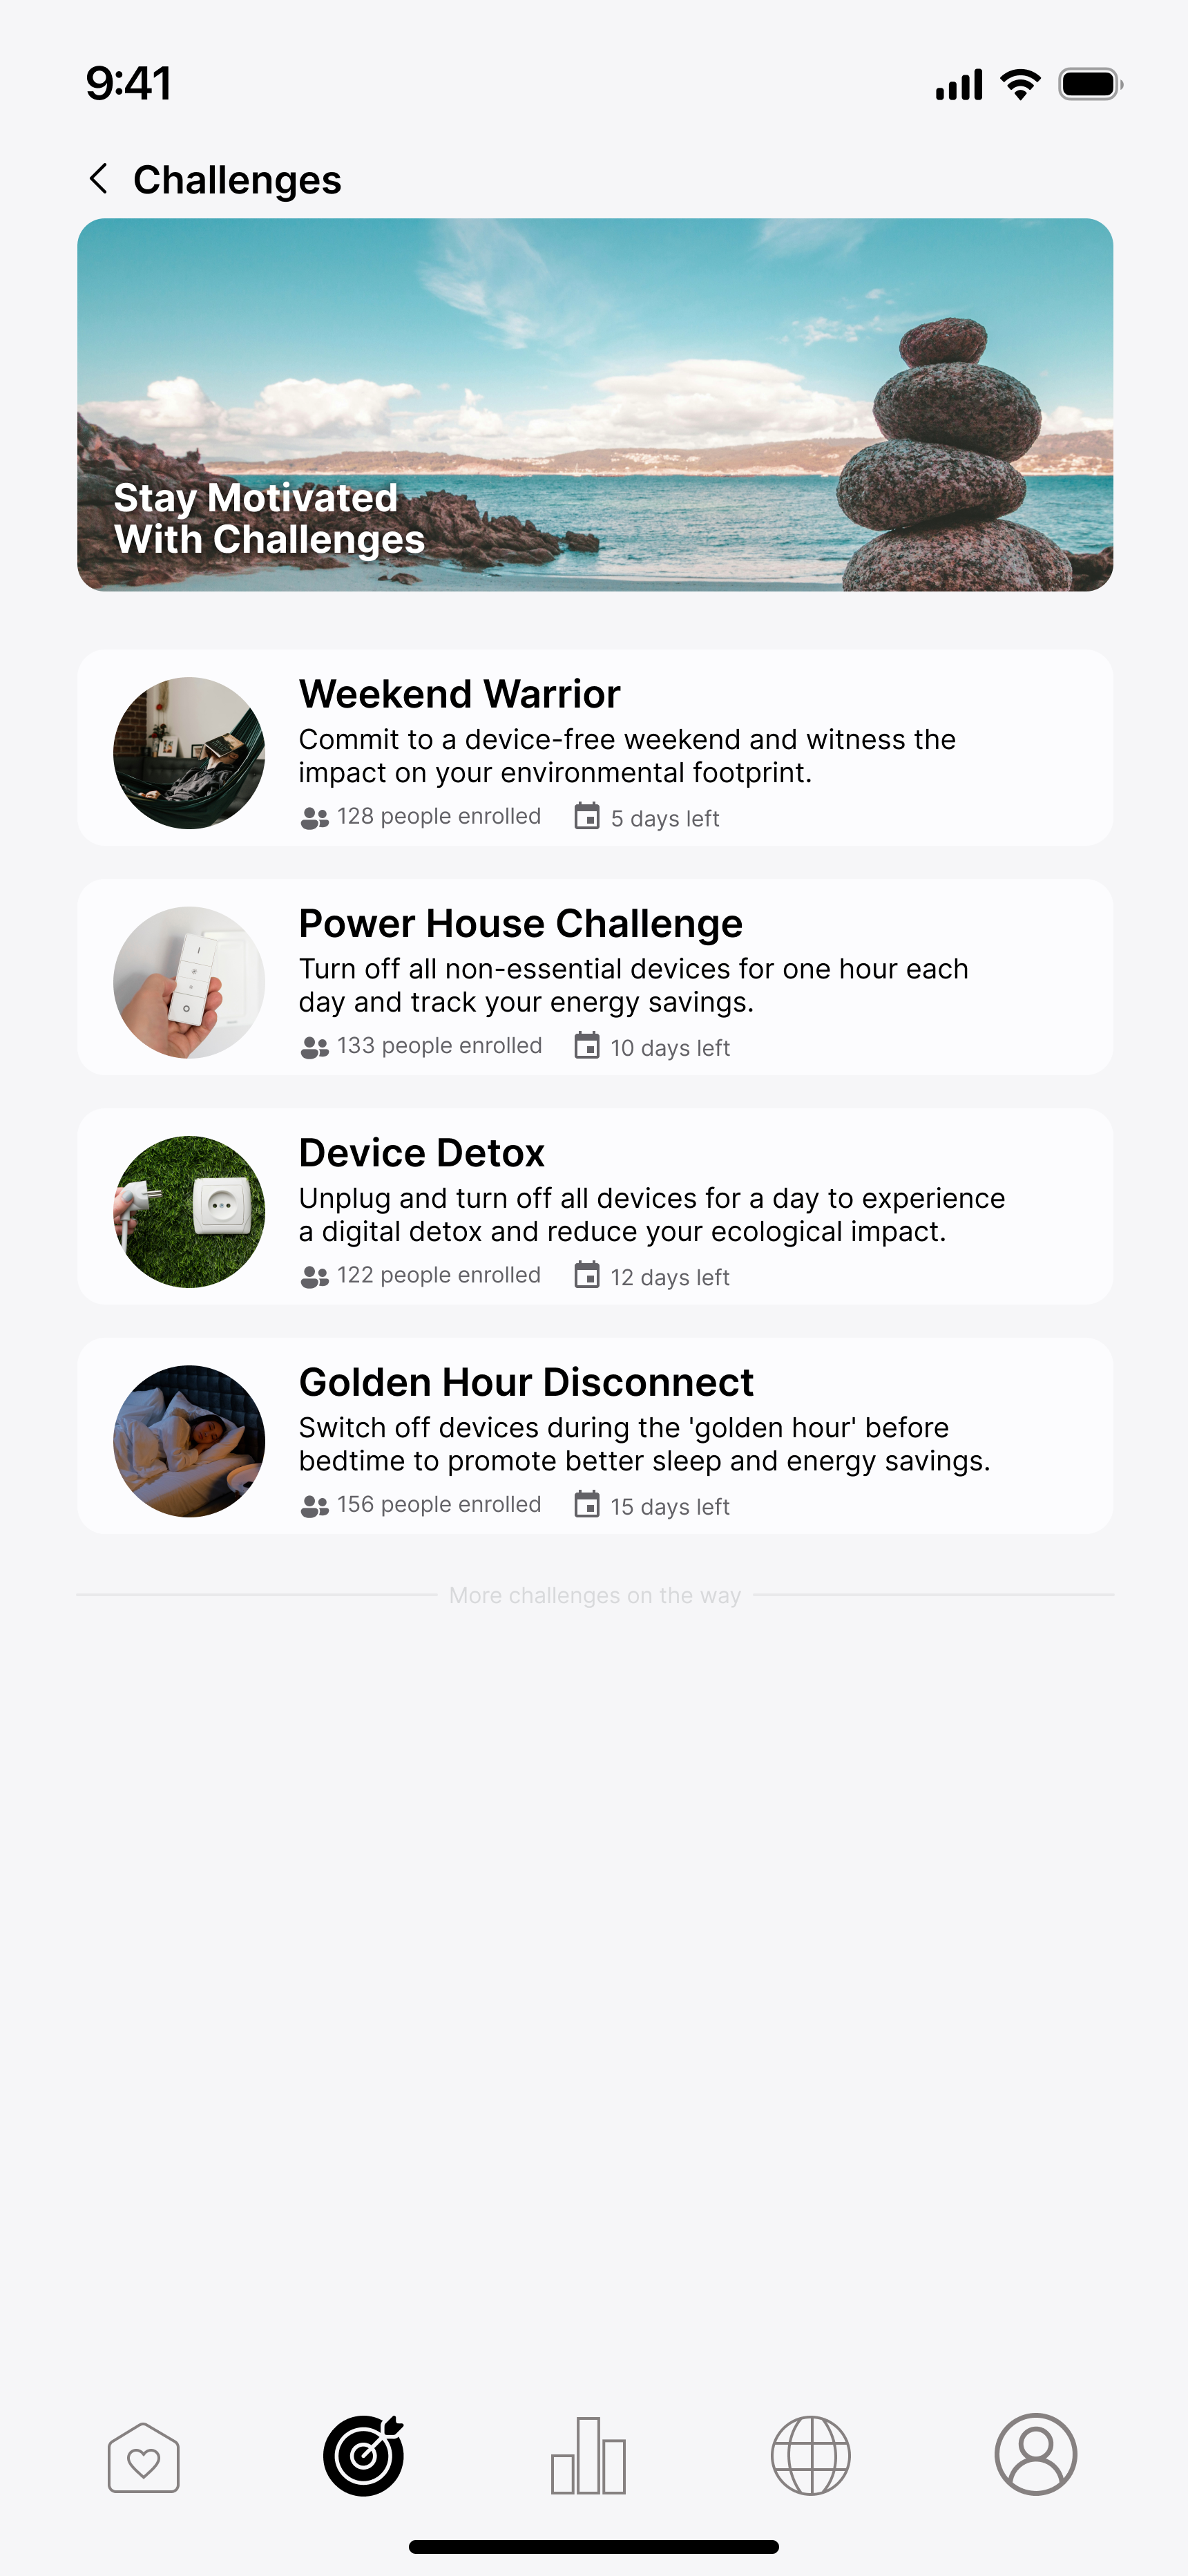 9:41
Challenges
Stay Motivated
With Challenges
Weekend Warrior
Commit to a device-free weekend and witness the
impact on your environmental footprint.
128 people enrolled 5 days left
Power House Challenge
Turn off all non-essential devices for one hour each
day and track your energy savings.
133 people enrolled 10 days left
Device Detox
Unplug and turn off all devices for a day to experience
a digital detox and reduce your ecological impact.
122 people enrolled 12 days left
Golden Hour Disconnect
Switch off devices during the 'golden hour' before
bedtime to promote better sleep and energy savings.
156 people enrolled 15 days left
More challenges on the way